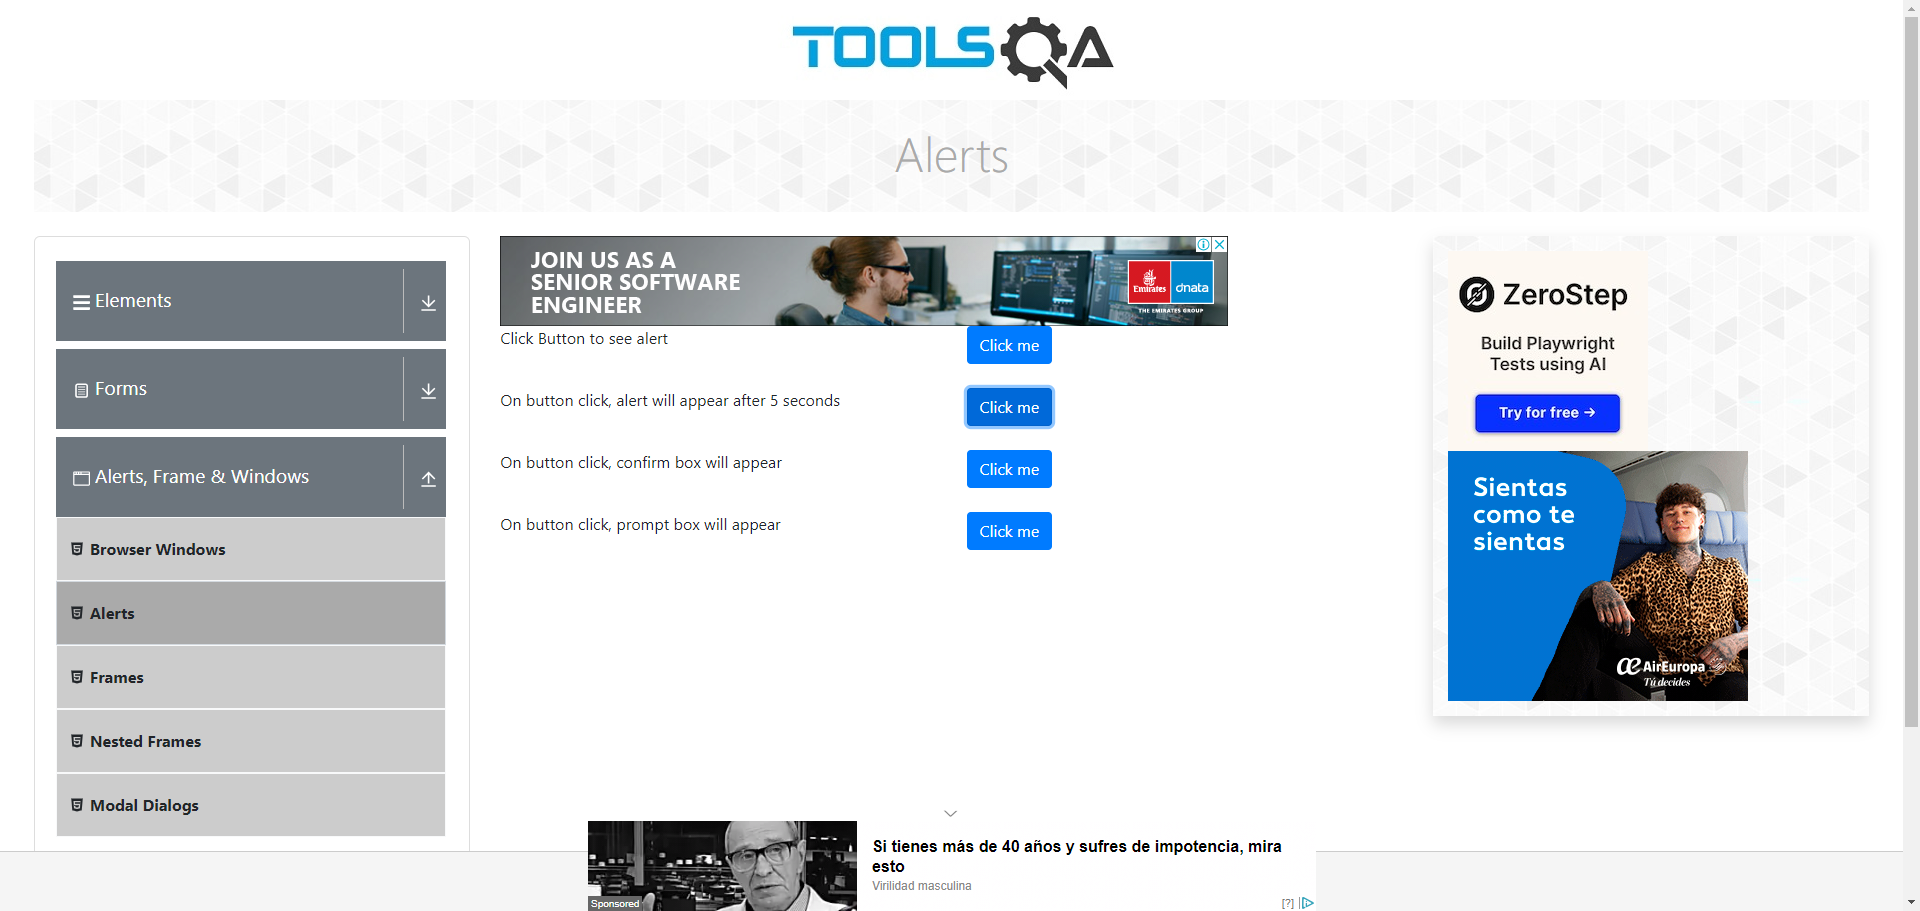 TOOLSQA
Alerts
Elements
Forms
Alerts, Frame & Windows
Browser Windows
Alerts
Frames
Nested Frames
Modal Dialogs
JOIN US AS A
SENIOR SOFTWARE
ENGINEER
Emirates
dnata
THE EMIRATES GROUP
Click Button to see alert
Click me
On button click, alert will appear after 5 seconds
Click me
On button click, confirm box will appear
Click me
On button click, prompt box will appear
Click me
ZeroStep
Build Playwright
Tests using AI
Try for free →
Sientas
como te
sientas
AirEuropa
Tú decides
Si tienes más de 40 años y sufres de impotencia, mira
esto
Virilidad masculina
Sponsored
[?]